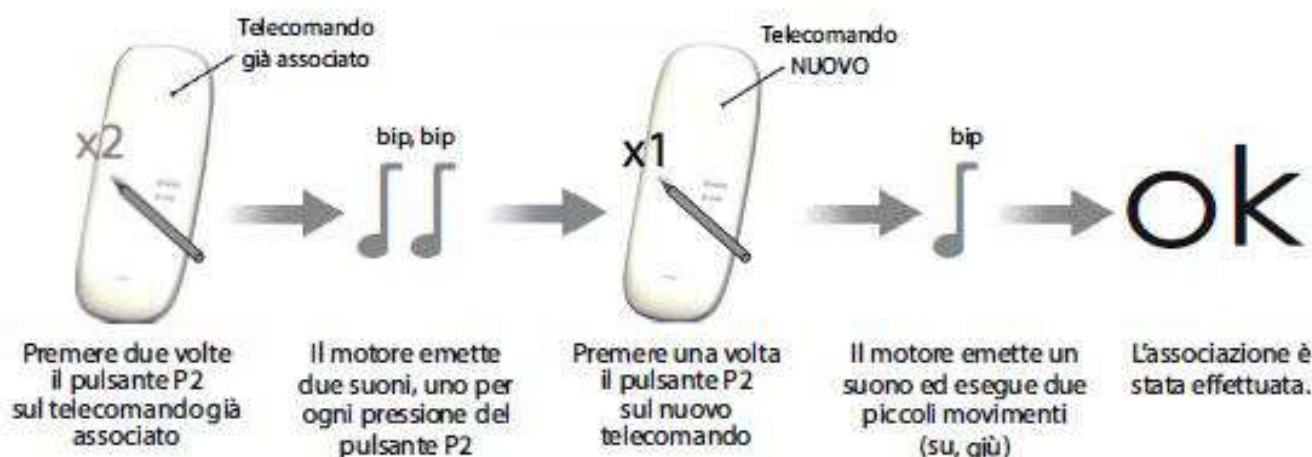 Telecomando
già associato
x2
bip, bip
Telecomando
NUOVO
x1
bip
ok
Premere due volte
il pulsante P2
sul telecomando già
associato
Il motore emette
due suoni, uno per
ogni pressione del
pulsante P2
Premere una volta
il pulsante P2
sul nuovo
telecomando
Il motore emette un
suono ed esegue due
piccoli movimenti
(su, giù)
L'associazione è
stata effettuata.